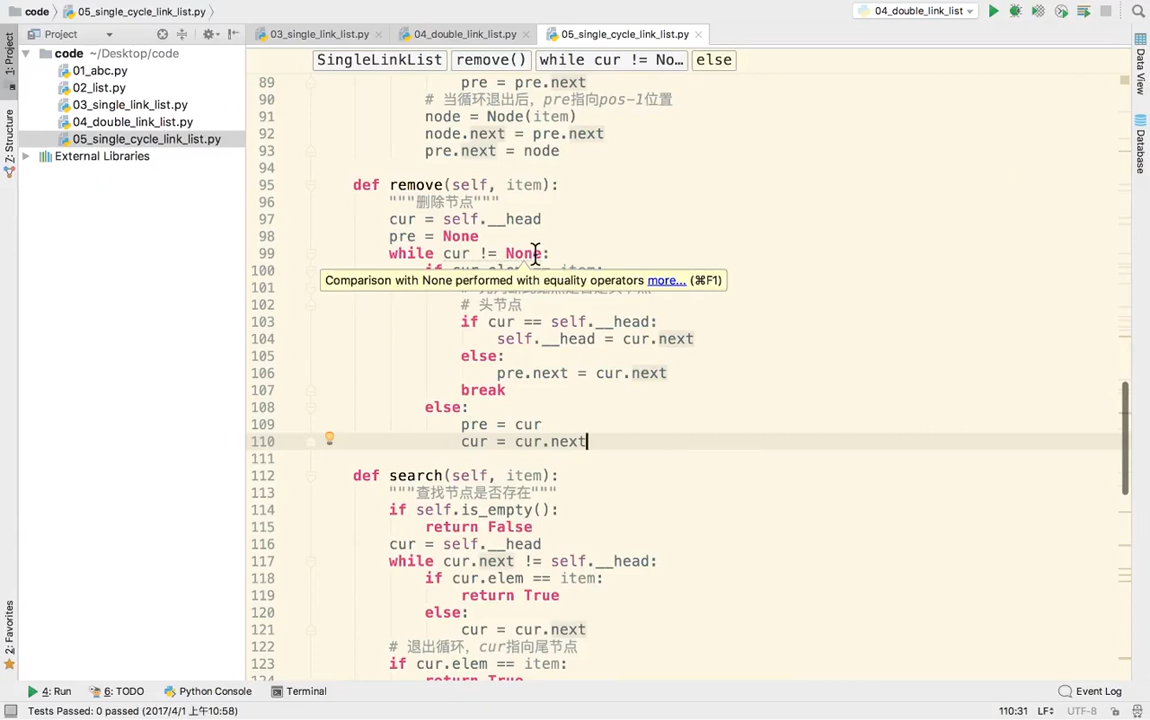 code
05_single_cycle_link_list.py
04_double_link_list
1: Project
Z: Structure
2: Favorites
Data View
Database
Project
03_single_link_list.py
04_double_link_list.py
05_single_cycle_link_list.py
code ~/Desktop/code
01_abc.py
02_list.py
03_single_link_list.py
04_double_link_list.py
05_single_cycle_link_list.py
External Libraries
SingleLinkList
remove()
while cur != No...
else
89 pre = pre.next
90 # 当循环退出后，pre指向pos-1位置
91 node = Node(item)
92 node.next = pre.next
93 pre.next = node
94
95 def remove(self, item):
96 """删除节点"""
97 cur = self.__head
98 pre = None
99 while cur != None:
100 if cur.elem == item:
Comparison with None performed with equality operators more... (⌘F1)
101
102 # 头节点
103 if cur == self.__head:
104 self.__head = cur.next
105 else:
106 pre.next = cur.next
107 break
108 else:
109 pre = cur
110 cur = cur.next
111
112 def search(self, item):
113 """查找节点是否存在"""
114 if self.is_empty():
115 return False
116 cur = self.__head
117 while cur.next != self.__head:
118 if cur.elem == item:
119 return True
120 else:
121 cur = cur.next
122 # 退出循环，cur指向尾节点
123 if cur.elem == item:
124 return True
4: Run
6: TODO
Python Console
Terminal
Event Log
Tests Passed: 0 passed (2017/4/1 上午10:58)
110:31 LF UTF-8